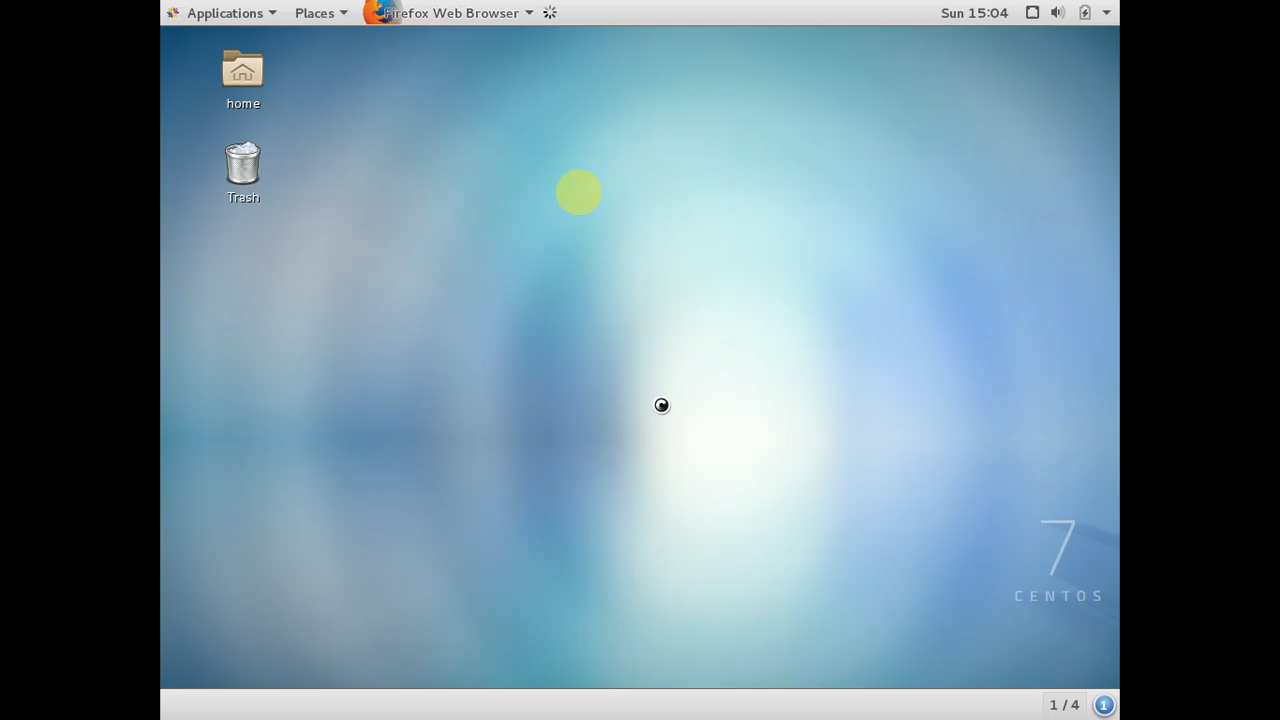 Applications Places Firefox Web Browser Sun 15:04
home
Trash
7
CENTOS
1 / 4 1